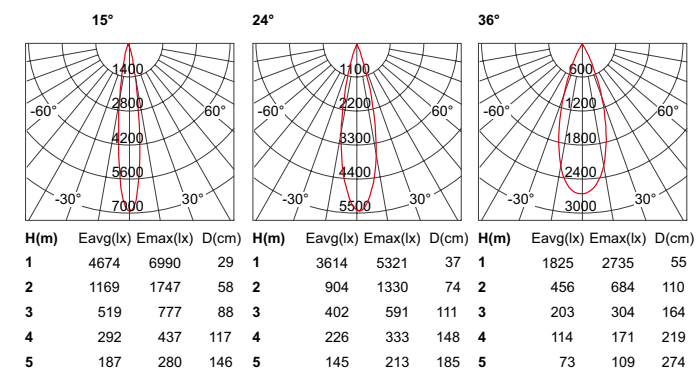 15° 24° 36°
1400 1100 600
2800 2200 1200
-60° 60° -60° 60° -60° 60°
4200 3300 1800
5600 4400 2400
-30° 30° -30° 30° -30° 30°
7000 5500 3000
H(m) Eavg(lx) Emax(lx) D(cm) H(m) Eavg(lx) Emax(lx) D(cm) H(m) Eavg(lx) Emax(lx) D(cm)
1 4674 6990 29 1 3614 5321 37 1 1825 2735 55
2 1169 1747 58 2 904 1330 74 2 456 684 110
3 519 777 88 3 402 591 111 3 203 304 164
4 292 437 117 4 226 333 148 4 114 171 219
5 187 280 146 5 145 213 185 5 73 109 274